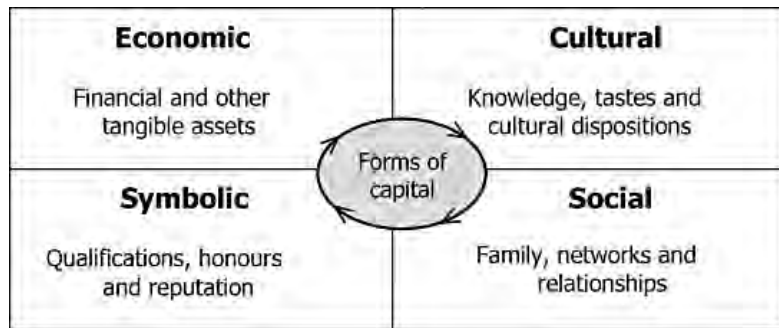 Economic
Financial and other
tangible assets
Cultural
Knowledge, tastes and
cultural dispositions
Forms of
capital
Symbolic
Qualifications, honours
and reputation
Social
Family, networks and
relationships